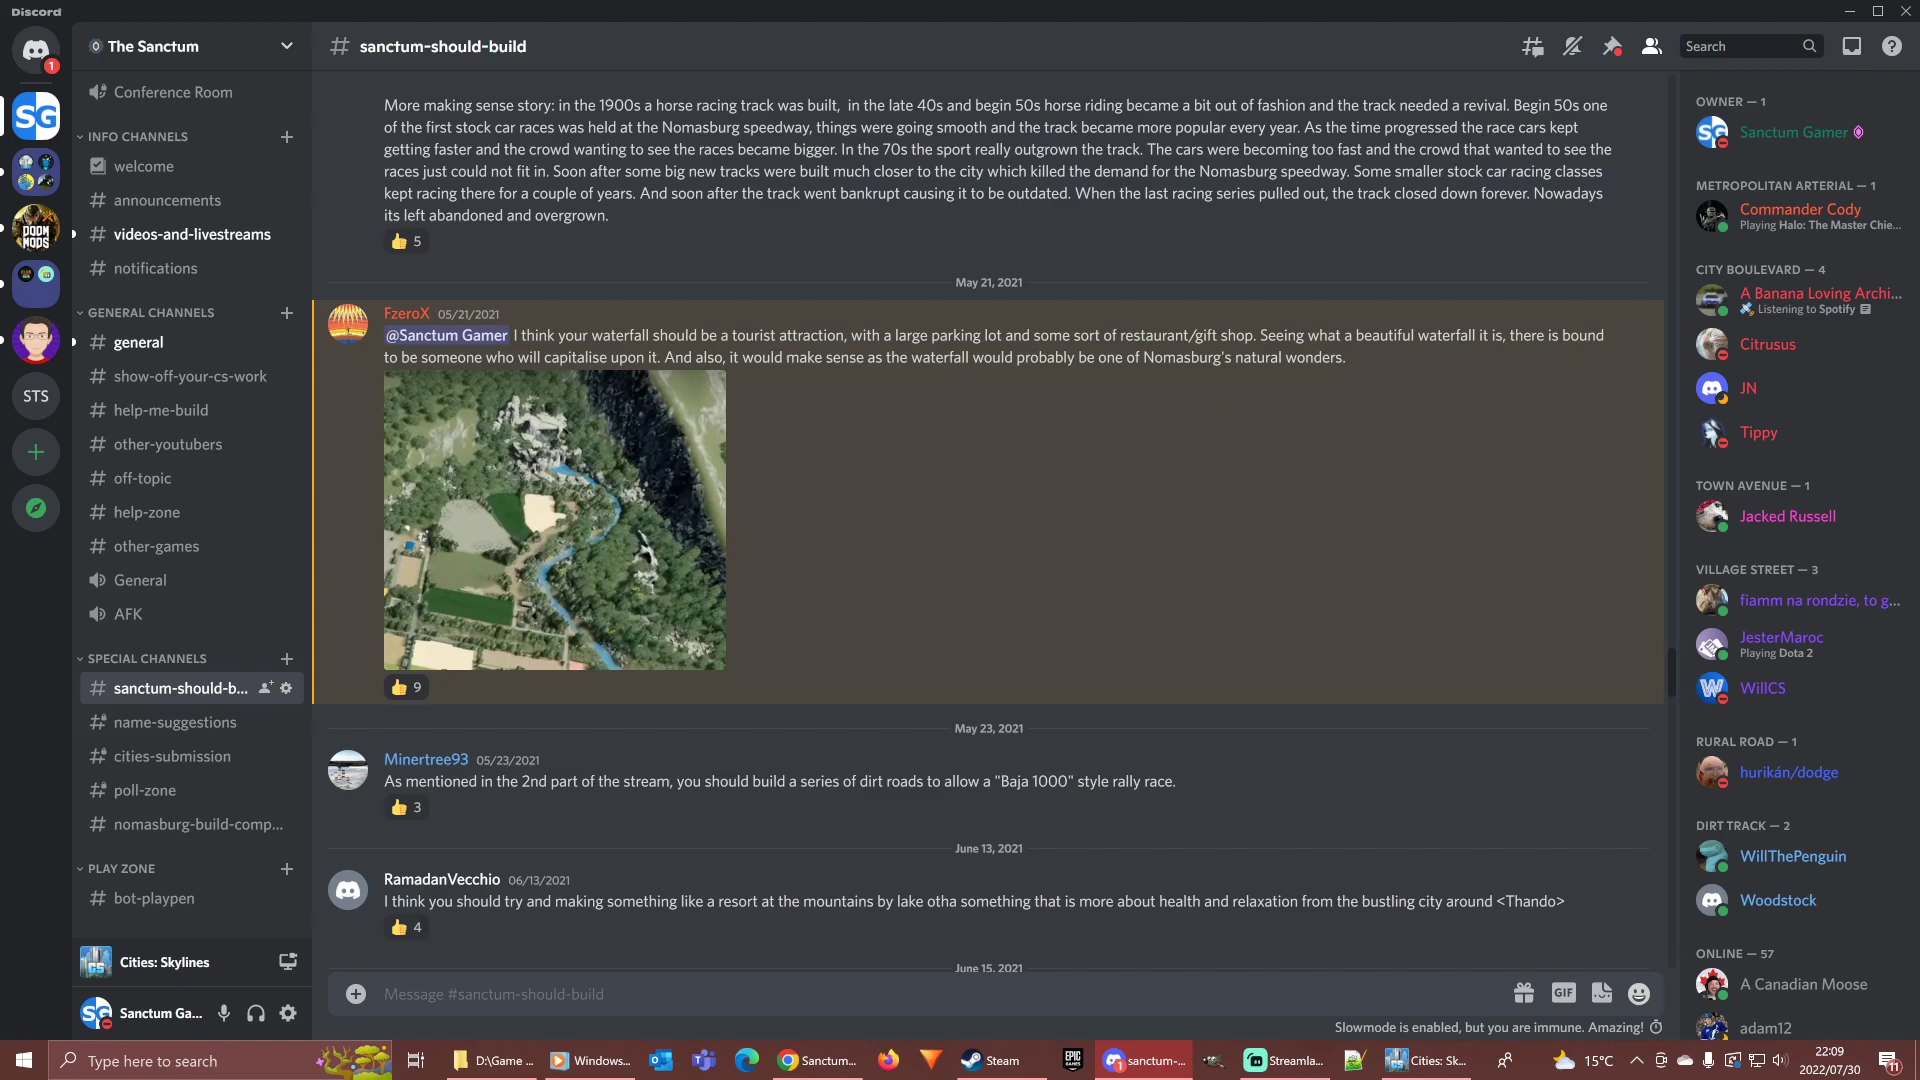 Discord
1
The Sanctum
Conference Room
INFO CHANNELS
welcome
announcements
videos-and-livestreams
notifications
GENERAL CHANNELS
general
show-off-your-cs-work
help-me-build
other-youtubers
off-topic
help-zone
other-games
General
AFK
SPECIAL CHANNELS
sanctum-should-b...
name-suggestions
cities-submission
poll-zone
nomasburg-build-comp...
PLAY ZONE
bot-playpen
Cities: Skylines
Sanctum Ga...
SG
DOOM MODS
STS
# sanctum-should-build
Search
More making sense story: in the 1900s a horse racing track was built, in the late 40s and begin 50s horse riding became a bit out of fashion and the track needed a revival. Begin 50s one
of the first stock car races was held at the Nomasburg speedway, things were going smooth and the track became more popular every year. As the time progressed the race cars kept
getting faster and the crowd wanting to see the races became bigger. In the 70s the sport really outgrown the track. The cars were becoming too fast and the crowd that wanted to see the
races just could not fit in. Soon after some big new tracks were built much closer to the city which killed the demand for the Nomasburg speedway. Some smaller stock car racing classes
kept racing there for a couple of years. And soon after the track went bankrupt causing it to be outdated. When the last racing series pulled out, the track closed down forever. Nowadays
its left abandoned and overgrown.
👍 5
May 21, 2021
FzeroX 05/21/2021
@Sanctum Gamer I think your waterfall should be a tourist attraction, with a large parking lot and some sort of restaurant/gift shop. Seeing what a beautiful waterfall it is, there is bound
to be someone who will capitalise upon it. And also, it would make sense as the waterfall would probably be one of Nomasburg's natural wonders.
👍 9
May 23, 2021
Minertree93 05/23/2021
As mentioned in the 2nd part of the stream, you should build a series of dirt roads to allow a "Baja 1000" style rally race.
👍 3
June 13, 2021
RamadanVecchio 06/13/2021
I think you should try and making something like a resort at the mountains by lake otha something that is more about health and relaxation from the bustling city around <Thando>
👍 4
June 15, 2021
Message #sanctum-should-build
GIF
Slowmode is enabled, but you are immune. Amazing!
OWNER — 1
Sanctum Gamer
METROPOLITAN ARTERIAL — 1
Commander Cody
Playing Halo: The Master Chie...
CITY BOULEVARD — 4
A Banana Loving Archi...
Listening to Spotify
Citrusus
JN
Tippy
TOWN AVENUE — 1
Jacked Russell
VILLAGE STREET — 3
fiamm na rondzie, to g...
JesterMaroc
Playing Dota 2
WillCS
RURAL ROAD — 1
hurikán/dodge
DIRT TRACK — 2
WillThePenguin
Woodstock
ONLINE — 57
A Canadian Moose
adam12
Type here to search
D:\Game ...
Windows...
Sanctum...
Steam
EPIC GAMES
sanctum-...
Streamla...
Cities: Sk...
15°C
22:09
2022/07/30
11